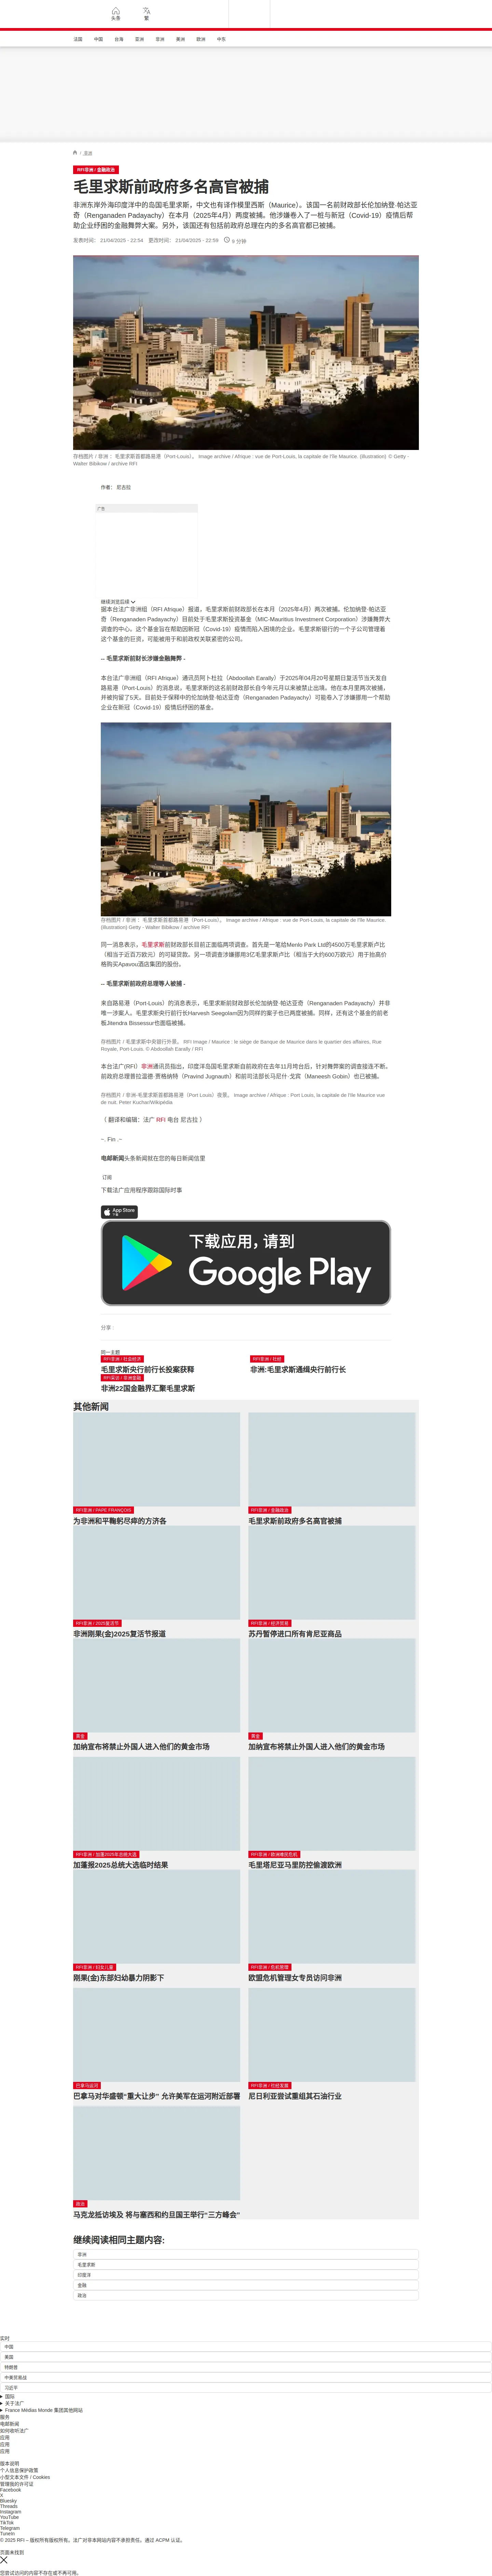 头条
繁
法国
中国
台海
亚洲
非洲
美洲
欧洲
中东
/ 非洲
RFI非洲 / 金融政治
毛里求斯前政府多名高官被捕
非洲东岸外海印度洋中的岛国毛里求斯，中文也有译作模里西斯（Maurice）。该国一名前财政部长伦加纳登·帕达亚
奇（Renganaden Padayachy）在本月（2025年4月）两度被捕。他涉嫌卷入了一桩与新冠（Covid-19）疫情后帮
助企业纾困的金融舞弊大案。另外，该国还有包括前政府总理在内的多名高官都已被捕。
发表时间： 21/04/2025 - 22:54 更改时间： 21/04/2025 - 22:59 9 分钟
存档图片 / 非洲 ： 毛里求斯首都路易港（Port-Louis）。 Image archive / Afrique : vue de Port-Louis, la capitale de l'île Maurice. (illustration) © Getty -
Walter Bibikow / archive RFI
作者： 尼古拉
广告
继续浏览后续
据本台法广非洲组（RFI Afrique）报道，毛里求斯前财政部长在本月（2025年4月）两次被捕。伦加纳登·帕达亚
奇（Renganaden Padayachy）目前处于毛里求斯投资基金（MIC-Mauritius Investment Corporation）涉嫌舞弊大
调查的中心。这个基金旨在帮助因新冠（Covid-19）疫情而陷入困境的企业。毛里求斯银行的一个子公司管理着
这个基金的巨资，可能被用于和前政权关联紧密的公司。
-- 毛里求斯前财长涉嫌金融舞弊 -
本台法广非洲组（RFI Afrique）通讯员阿卜杜拉（Abdoollah Earally）于2025年04月20号星期日复活节当天发自
路易港（Port-Louis）的消息说，毛里求斯的这名前财政部长自今年元月以来被禁止出境。他在本月里两次被捕，
并被拘留了5天。目前处于保释中的伦加纳登·帕达亚奇（Renganaden Padayachy）可能卷入了涉嫌挪用一个帮助
企业在新冠（Covid-19）疫情后纾困的基金。
存档图片 / 非洲 ：毛里求斯首都路易港（Port-Louis）。 Image archive / Afrique : vue de Port-Louis, la capitale de l'île Maurice.
(illustration) Getty - Walter Bibikow / archive RFI
同一消息表示，毛里求斯前财政部长目前正面临两项调查。首先是一笔给Menlo Park Ltd的4500万毛里求斯卢比
（相当于近百万欧元）的可疑贷款。另一项调查涉嫌挪用3亿毛里求斯卢比（相当于大约600万欧元）用于抬高价
格购买Apavou酒店集团的股份。
-- 毛里求斯前政府总理等人被捕 -
来自路易港（Port-Louis）的消息表示，毛里求斯前财政部长伦加纳登·帕达亚奇（Renganaden Padayachy）并非
唯一涉案人。毛里求斯央行前行长Harvesh Seegolam因为同样的案子也已两度被捕。同样，还有这个基金的前老
板Jitendra Bissessur也面临被捕。
存档图片 / 毛里求斯中央银行外景。 RFI Image / Maurice : le siège de Banque de Maurice dans le quartier des affaires, Rue
Royale, Port-Louis. © Abdoollah Earally / RFI
本台法广(RFI）非洲通讯员指出，印度洋岛国毛里求斯自前政府在去年11月垮台后，针对舞弊案的调查接连不断。
前政府总理普拉温德·贾格纳特（Pravind Jugnauth）和前司法部长马尼什·戈宾（Maneesh Gobin）也已被捕。
存档图片 / 非洲-毛里求斯首都路易港（Port Louis）夜景。 Image archive / Afrique : Port Louis, la capitale de l'île Maurice vue
de nuit. Peter Kuchar/Wikipédia
（ 翻译和编辑：法广 RFI 电台 尼古拉 ）
~. Fin .~
电邮新闻头条新闻就在您的每日新闻信里
订阅
下载法广应用程序跟踪国际时事
App Store
下载
下载应用，请到
Google Play
分享 :
同一主题
RFI非洲 / 社会经济
毛里求斯央行前行长投案获释
RFI非洲 / 社经
非洲:毛里求斯通缉央行前行长
RFI采访 / 非洲金融
非洲22国金融界汇聚毛里求斯
其他新闻
RFI非洲 / PAPE FRANÇOIS
为非洲和平鞠躬尽瘁的方济各
RFI非洲 / 金融政治
毛里求斯前政府多名高官被捕
RFI非洲 / 2025复活节
非洲刚果(金)2025复活节报道
RFI非洲 / 经济贸易
苏丹暂停进口所有肯尼亚商品
黄金
加纳宣布将禁止外国人进入他们的黄金市场
黄金
加纳宣布将禁止外国人进入他们的黄金市场
RFI非洲 / 加蓬2025年总统大选
加蓬报2025总统大选临时结果
RFI非洲 / 欧洲难民危机
毛里塔尼亚马里防控偷渡欧洲
RFI非洲 / 妇女儿童
刚果(金)东部妇幼暴力阴影下
RFI非洲 / 危机管理
欧盟危机管理女专员访问非洲
巴拿马运河
巴拿马对华盛顿“重大让步” 允许美军在运河附近部署
RFI非洲 / 社经发展
尼日利亚尝试重组其石油行业
政治
马克龙抵访埃及 将与塞西和约旦国王举行“三方峰会”
继续阅读相同主题内容:
非洲
毛里求斯
印度洋
金融
政治
实时
中国
美国
特朗普
中美贸易战
习近平
国际
关于法广
France Médias Monde 集团其他网站
服务
电邮新闻
如何收听法广
应用
应用
应用
版本说明
个人信息保护政策
小型文本文件 / Cookies
管理我的许可证
Facebook
X
Bluesky
Threads
Instagram
YouTube
TikTok
Telegram
TuneIn
© 2025 RFI – 版权所有版权所有。法广对非本网站内容不承担责任。通过 ACPM 认证。
页面未找到
您尝试访问的内容不存在或不再可用。